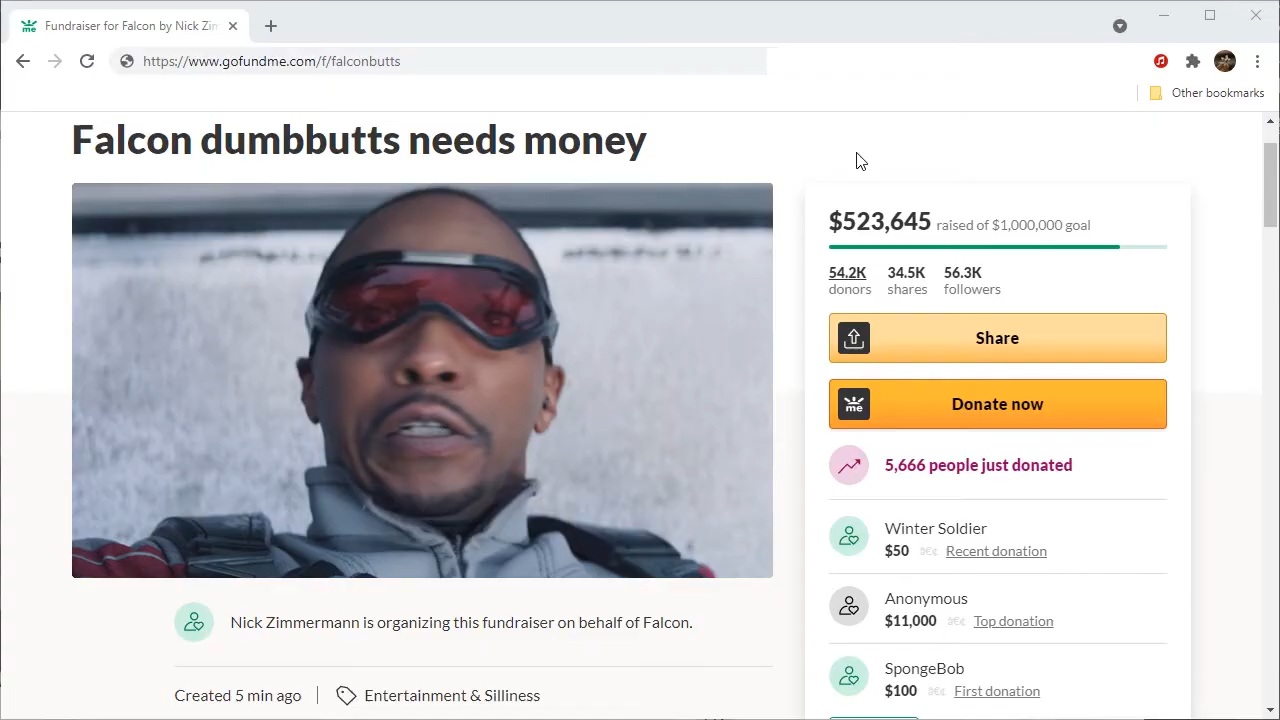 Fundraiser for Falcon by Nick Zim
https://www.gofundme.com/f/falconbutts
Other bookmarks
Falcon dumbbutts needs money
$523,645 raised of $1,000,000 goal
54.2K 34.5K 56.3K
donors shares followers
Share
me Donate now
5,666 people just donated
Winter Soldier
$50 Recent donation
Anonymous
$11,000 Top donation
SpongeBob
$100 First donation
Nick Zimmermann is organizing this fundraiser on behalf of Falcon.
Created 5 min ago Entertainment & Silliness